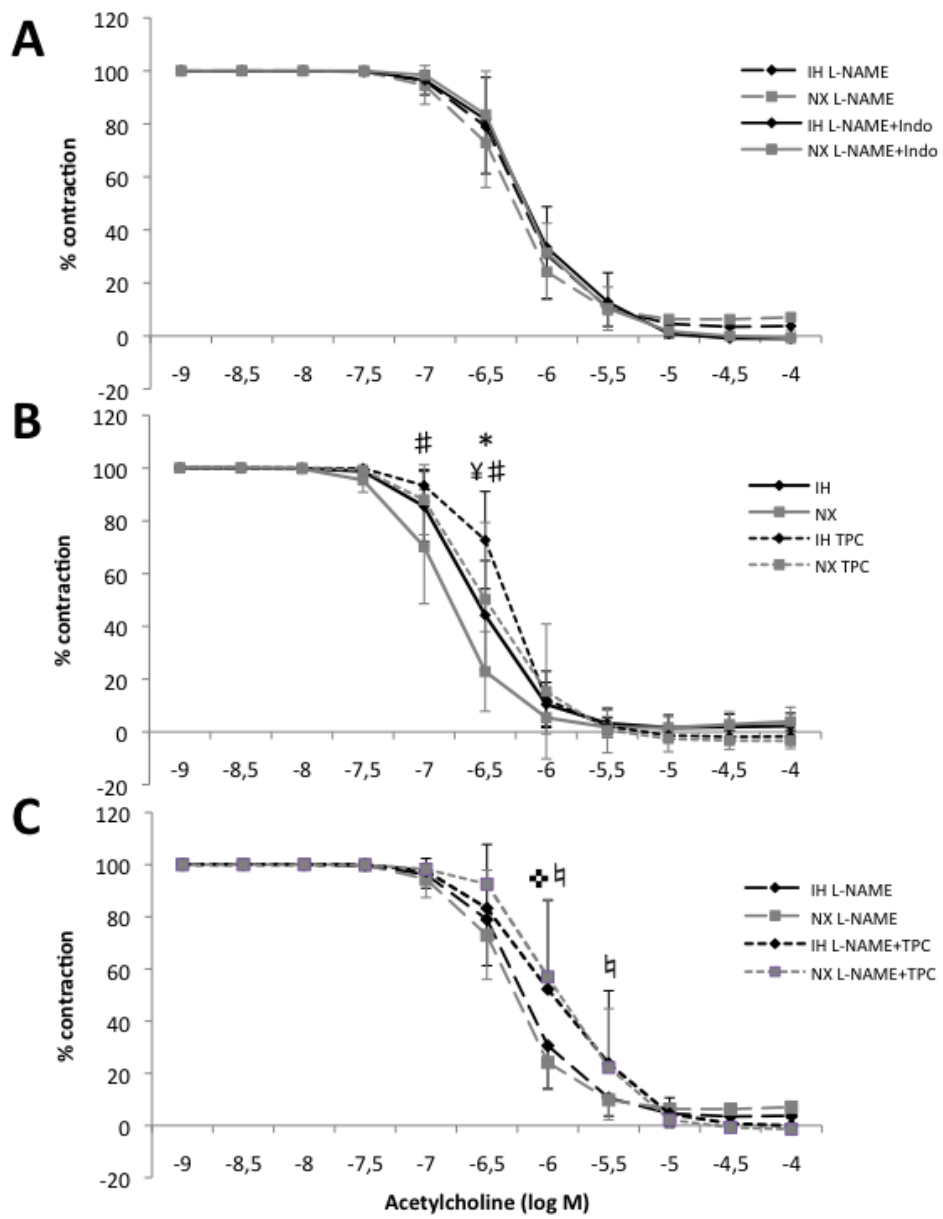 A
120
100
80
60
40
20
0
-20
% contraction
-9 -8,5 -8 -7,5 -7 -6,5 -6 -5,5 -5 -4,5 -4
IH L-NAME
NX L-NAME
IH L-NAME+Indo
NX L-NAME+Indo
B
120
100
80
60
40
20
0
-20
% contraction
♯
*
¥♯
-9 -8,5 -8 -7,5 -7 -6,5 -6 -5,5 -5 -4,5 -4
IH
NX
IH TPC
NX TPC
C
120
100
80
60
40
20
0
-20
% contraction
✜♮
♮
-9 -8,5 -8 -7,5 -7 -6,5 -6 -5,5 -5 -4,5 -4
IH L-NAME
NX L-NAME
IH L-NAME+TPC
NX L-NAME+TPC
Acetylcholine (log M)